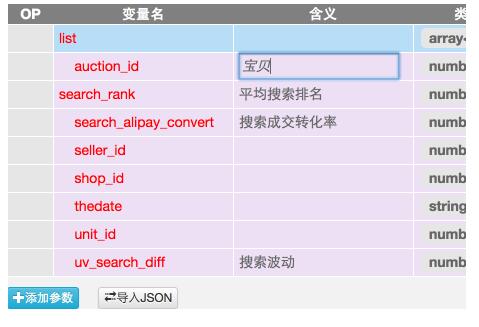 OP 变量名 含义 类
list array<
auction_id 宝贝 numb
search_rank 平均搜索排名 numb
search_alipay_convert 搜索成交转化率 numb
seller_id numb
shop_id numb
thedate string
unit_id numb
uv_search_diff 搜索波动 numb
添加参数 导入JSON